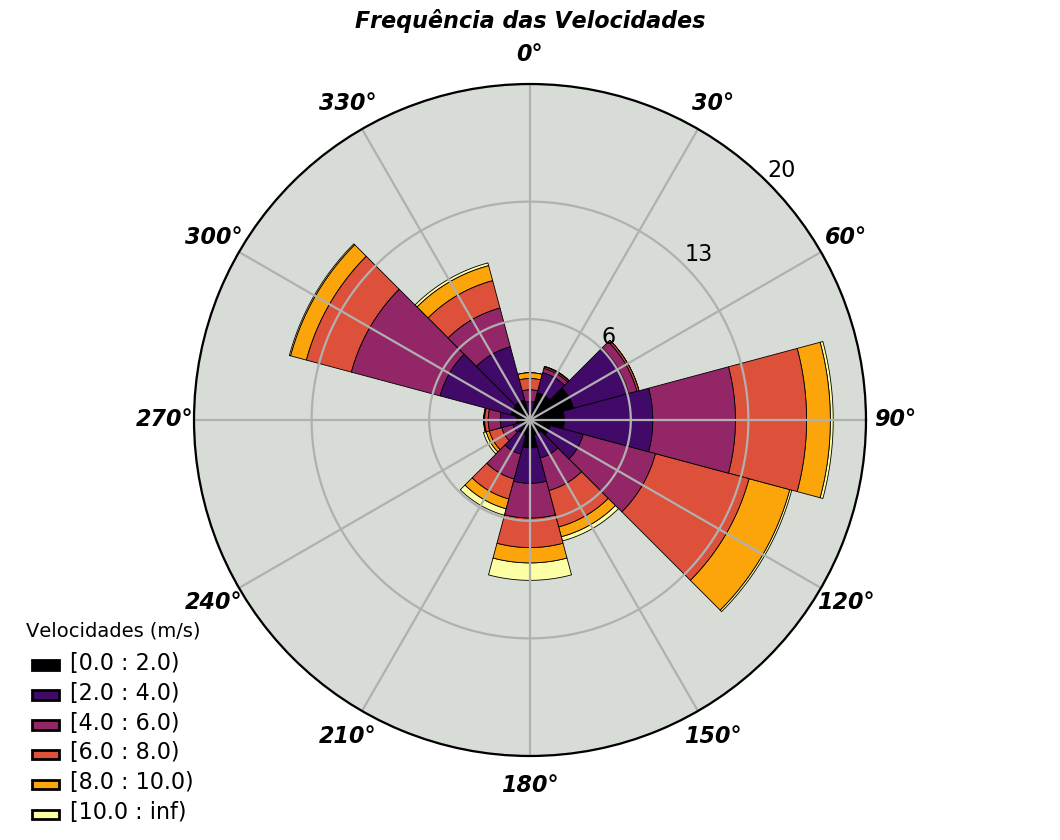 Frequência das Velocidades
0°
330°
30°
20
300°
60°
13
6
270°
90°
240°
120°
210°
150°
180°
Velocidades (m/s)
[0.0 : 2.0)
[2.0 : 4.0)
[4.0 : 6.0)
[6.0 : 8.0)
[8.0 : 10.0)
[10.0 : inf)